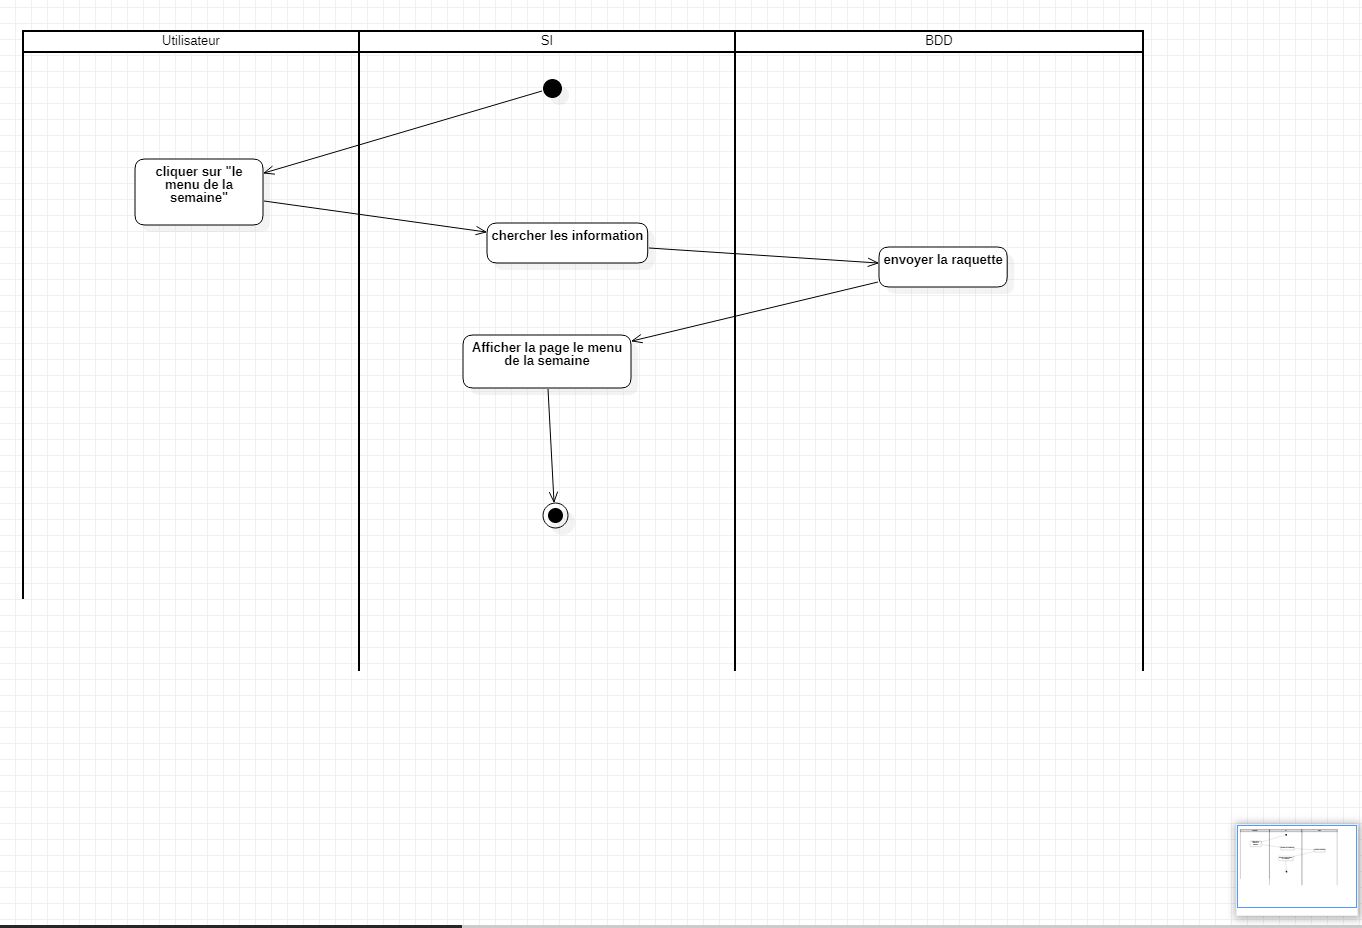 Utilisateur
SI
BDD
cliquer sur "le
menu de la
semaine"
chercher les information
envoyer la raquette
Afficher la page le menu
de la semaine